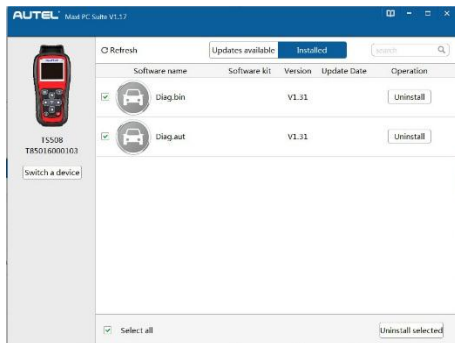 AUTEL Maxi PC Suite V1.17
Refresh Updates available Installed search
Software name Software kit Version Update Date Operation
Diag.bin V1.31 Uninstall
Diag.aut V1.31 Uninstall
TS508
T85016000103
Switch a device
Select all Uninstall selected